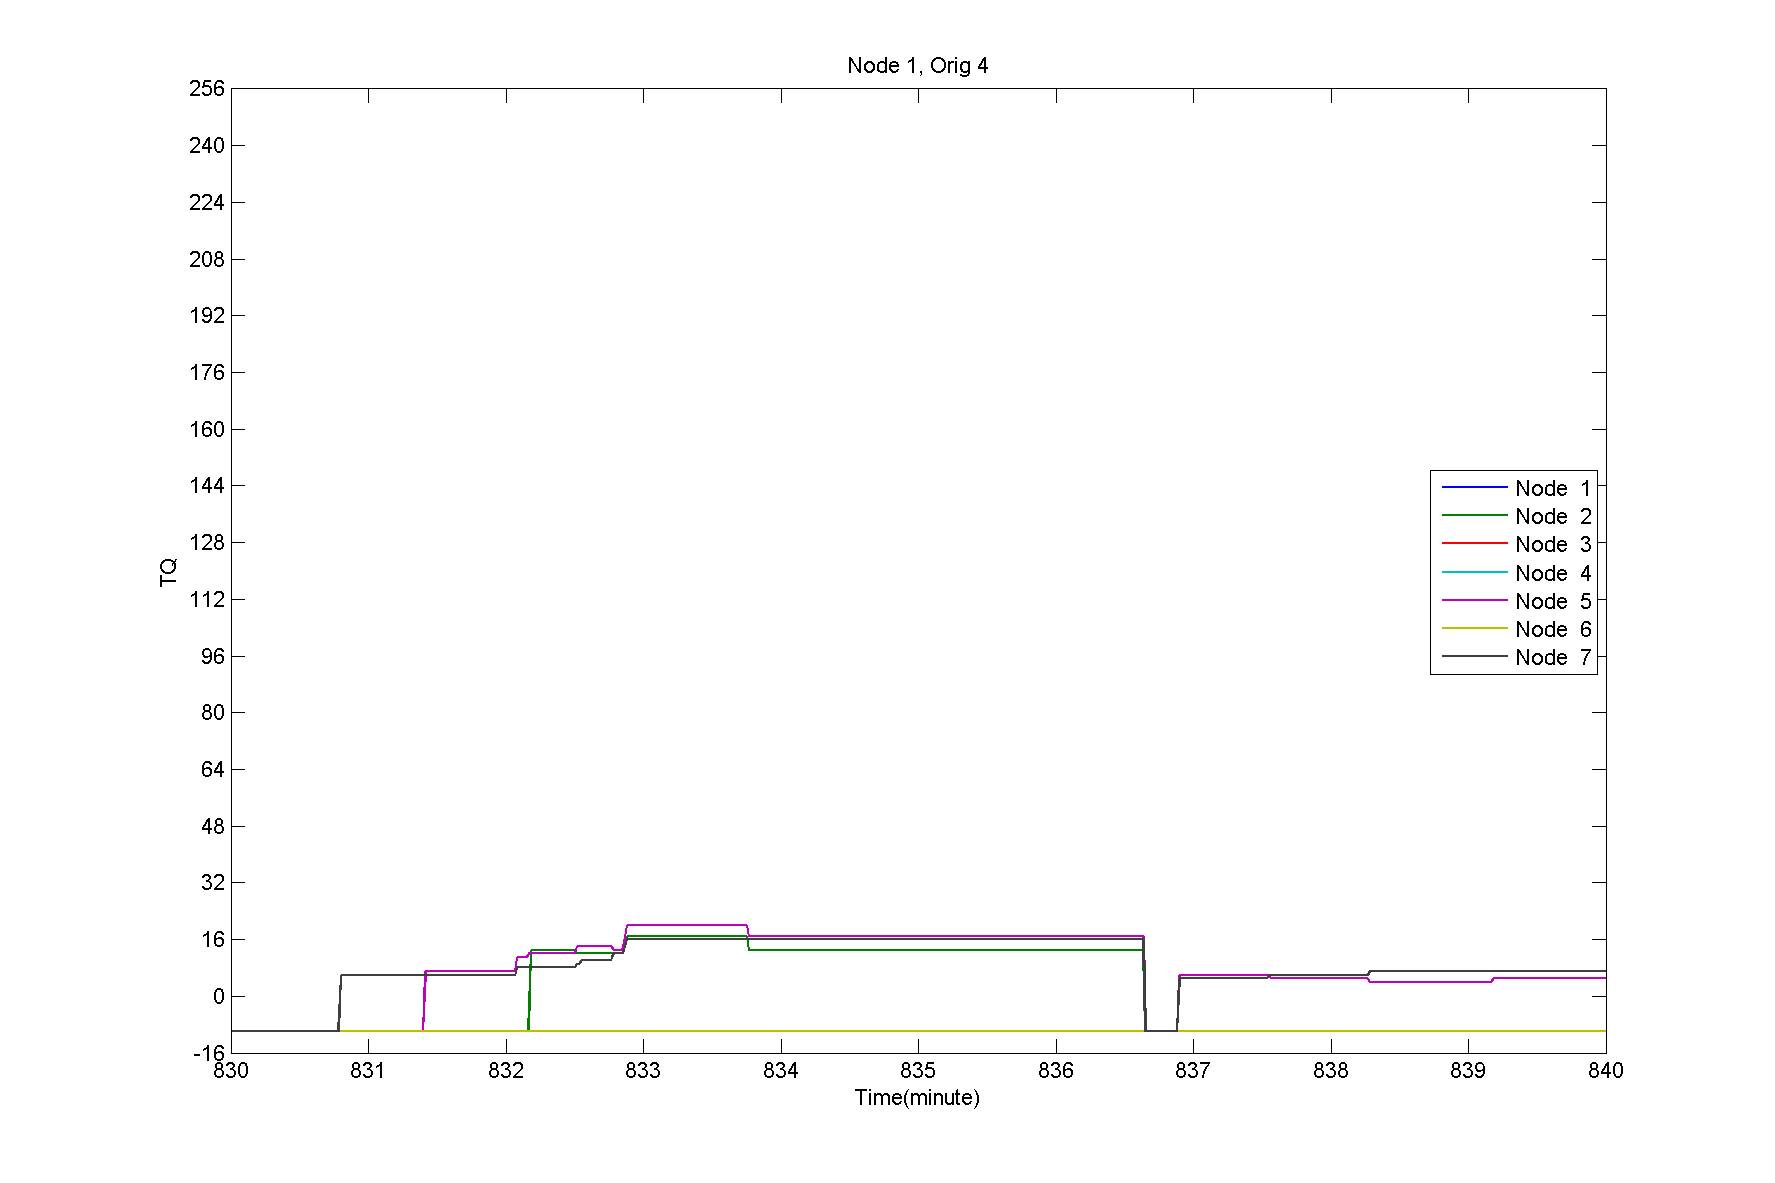 Node 1, Orig 4
256
240
224
208
192
176
160
144
128
112
96
80
64
48
32
16
0
-16
TQ
Node 1
Node 2
Node 3
Node 4
Node 5
Node 6
Node 7
830 831 832 833 834 835 836 837 838 839 840
Time(minute)